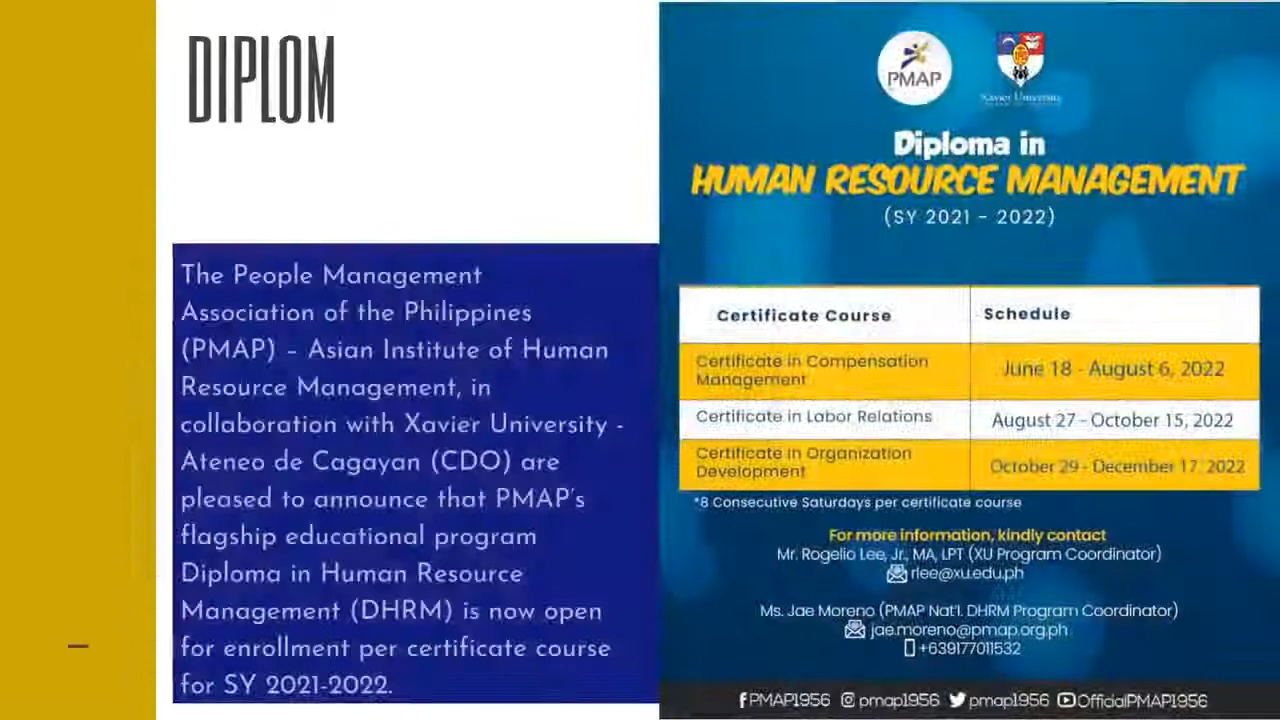 DIPLOM
The People Management
Association of the Philippines
(PMAP) – Asian Institute of Human
Resource Management, in
collaboration with Xavier University -
Ateneo de Cagayan (CDO) are
pleased to announce that PMAP's
flagship educational program
Diploma in Human Resource
Management (DHRM) is now open
for enrollment per certificate course
for SY 2021-2022.
PMAP
Xavier University
Diploma in
HUMAN RESOURCE MANAGEMENT
(SY 2021 - 2022)
Certificate Course Schedule
Certificate in Compensation
Management
June 18 - August 6, 2022
Certificate in Labor Relations
August 27 - October 15, 2022
Certificate in Organization
Development
October 29 - December 17, 2022
*8 Consecutive Saturdays per certificate course
For more information, kindly contact
Mr. Rogelio Lee, Jr., MA, LPT (XU Program Coordinator)
rlee@xu.edu.ph
Ms. Jae Moreno (PMAP Nat'l. DHRM Program Coordinator)
jae.moreno@pmap.org.ph
+639177011532
PMAP1956 pmap1956 pmap1956 OfficialPMAP1956